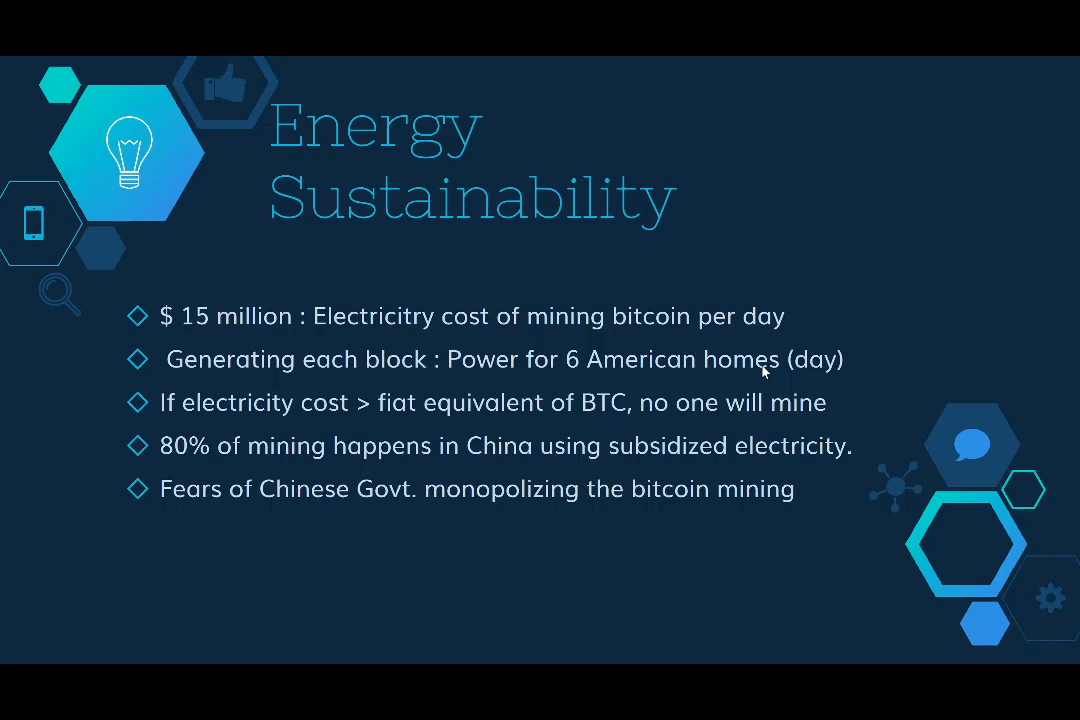 Energy
Sustainability
$ 15 million : Electricitry cost of mining bitcoin per day
Generating each block : Power for 6 American homes (day)
If electricity cost > fiat equivalent of BTC, no one will mine
80% of mining happens in China using subsidized electricity.
Fears of Chinese Govt. monopolizing the bitcoin mining